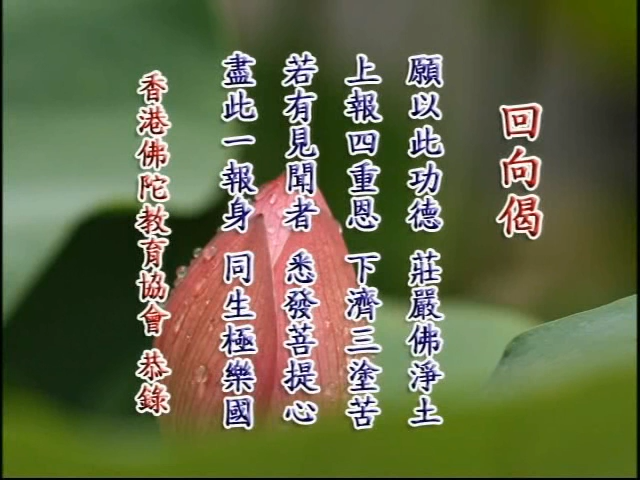 回向偈
願以此功德 莊嚴佛淨土
上報四重恩 下濟三塗苦
若有見聞者 悉發菩提心
盡此一報身 同生極樂國
香港佛陀教育協會 恭錄